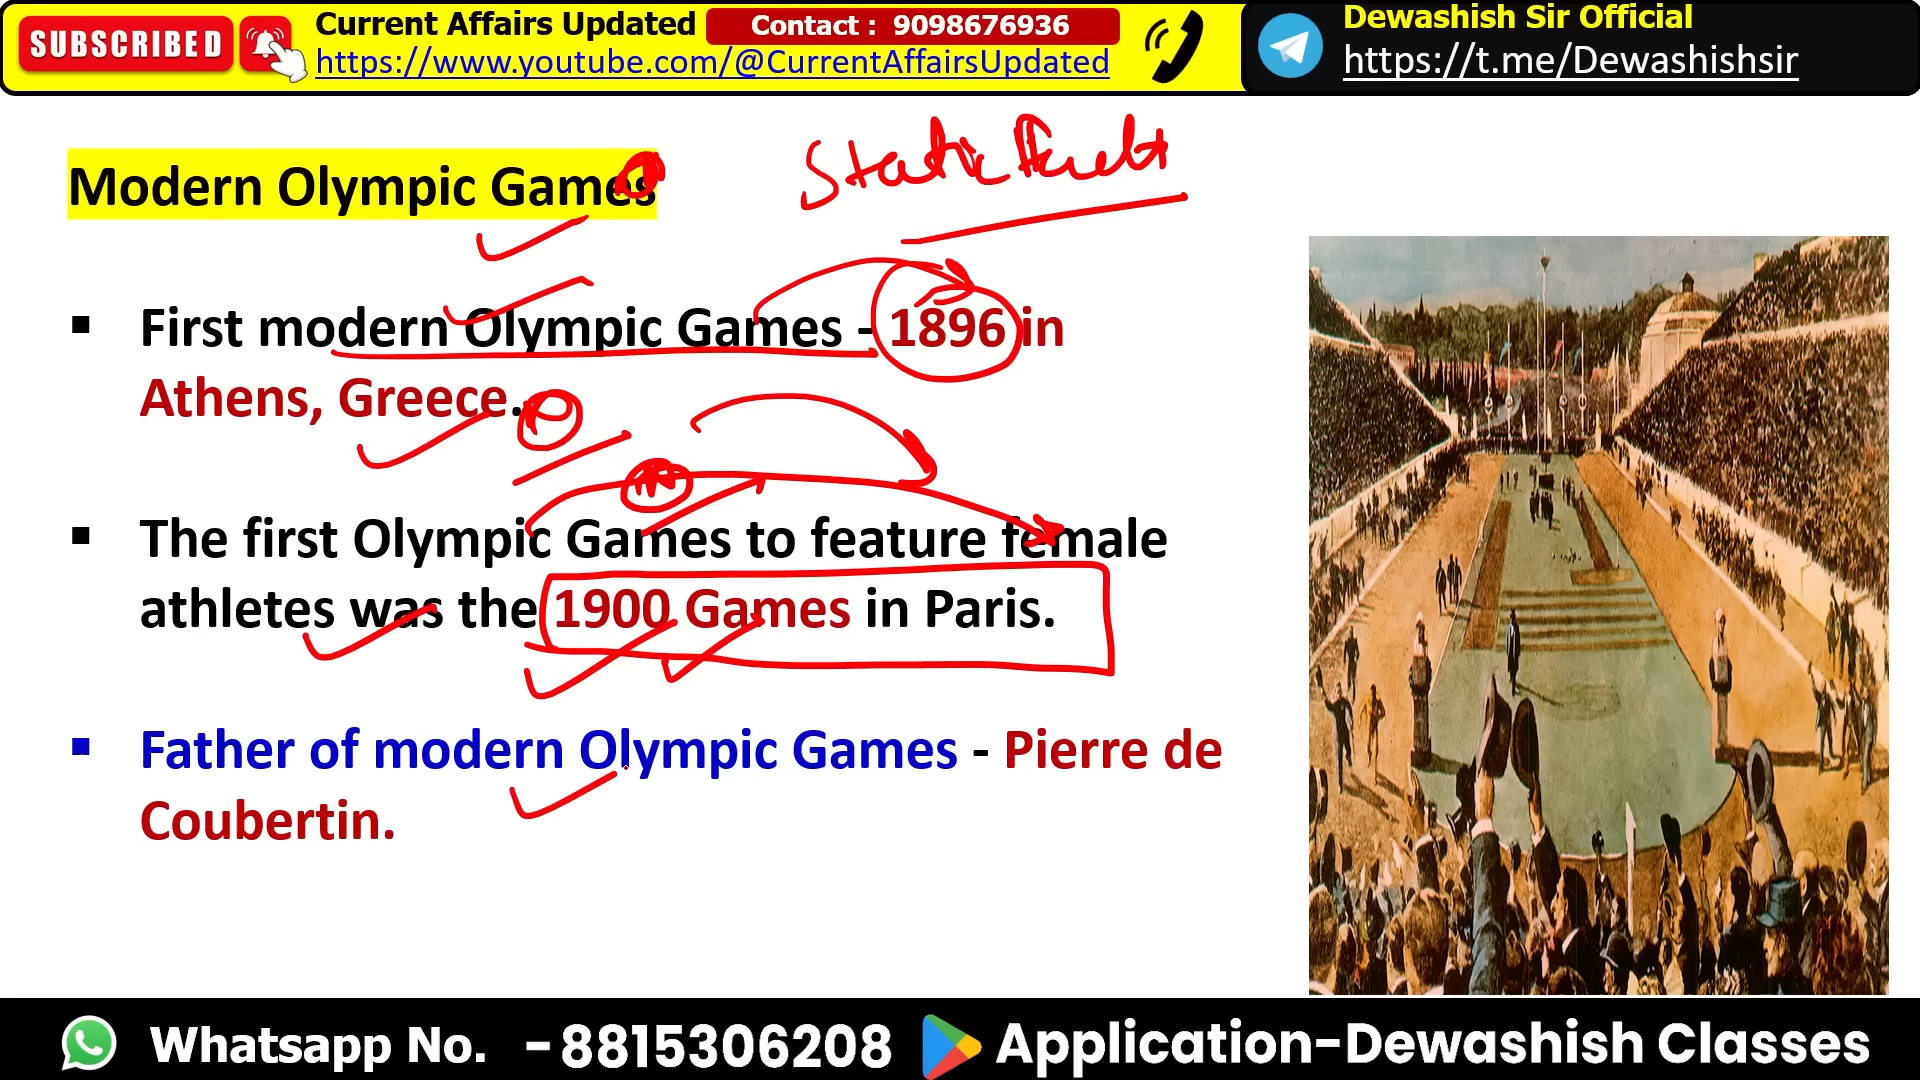 SUBSCRIBED
Current Affairs Updated
Contact : 9098676936
https://www.youtube.com/@CurrentAffairsUpdated
Dewashish Sir Official
https://t.me/Dewashishsir
Static
Modern Olympic Games
▪ First modern Olympic Games - 1896 in
Athens, Greece.
▪ The first Olympic Games to feature female
athletes was the 1900 Games in Paris.
▪ Father of modern Olympic Games - Pierre de
Coubertin.
Whatsapp No. - 8815306208
Application-Dewashish Classes